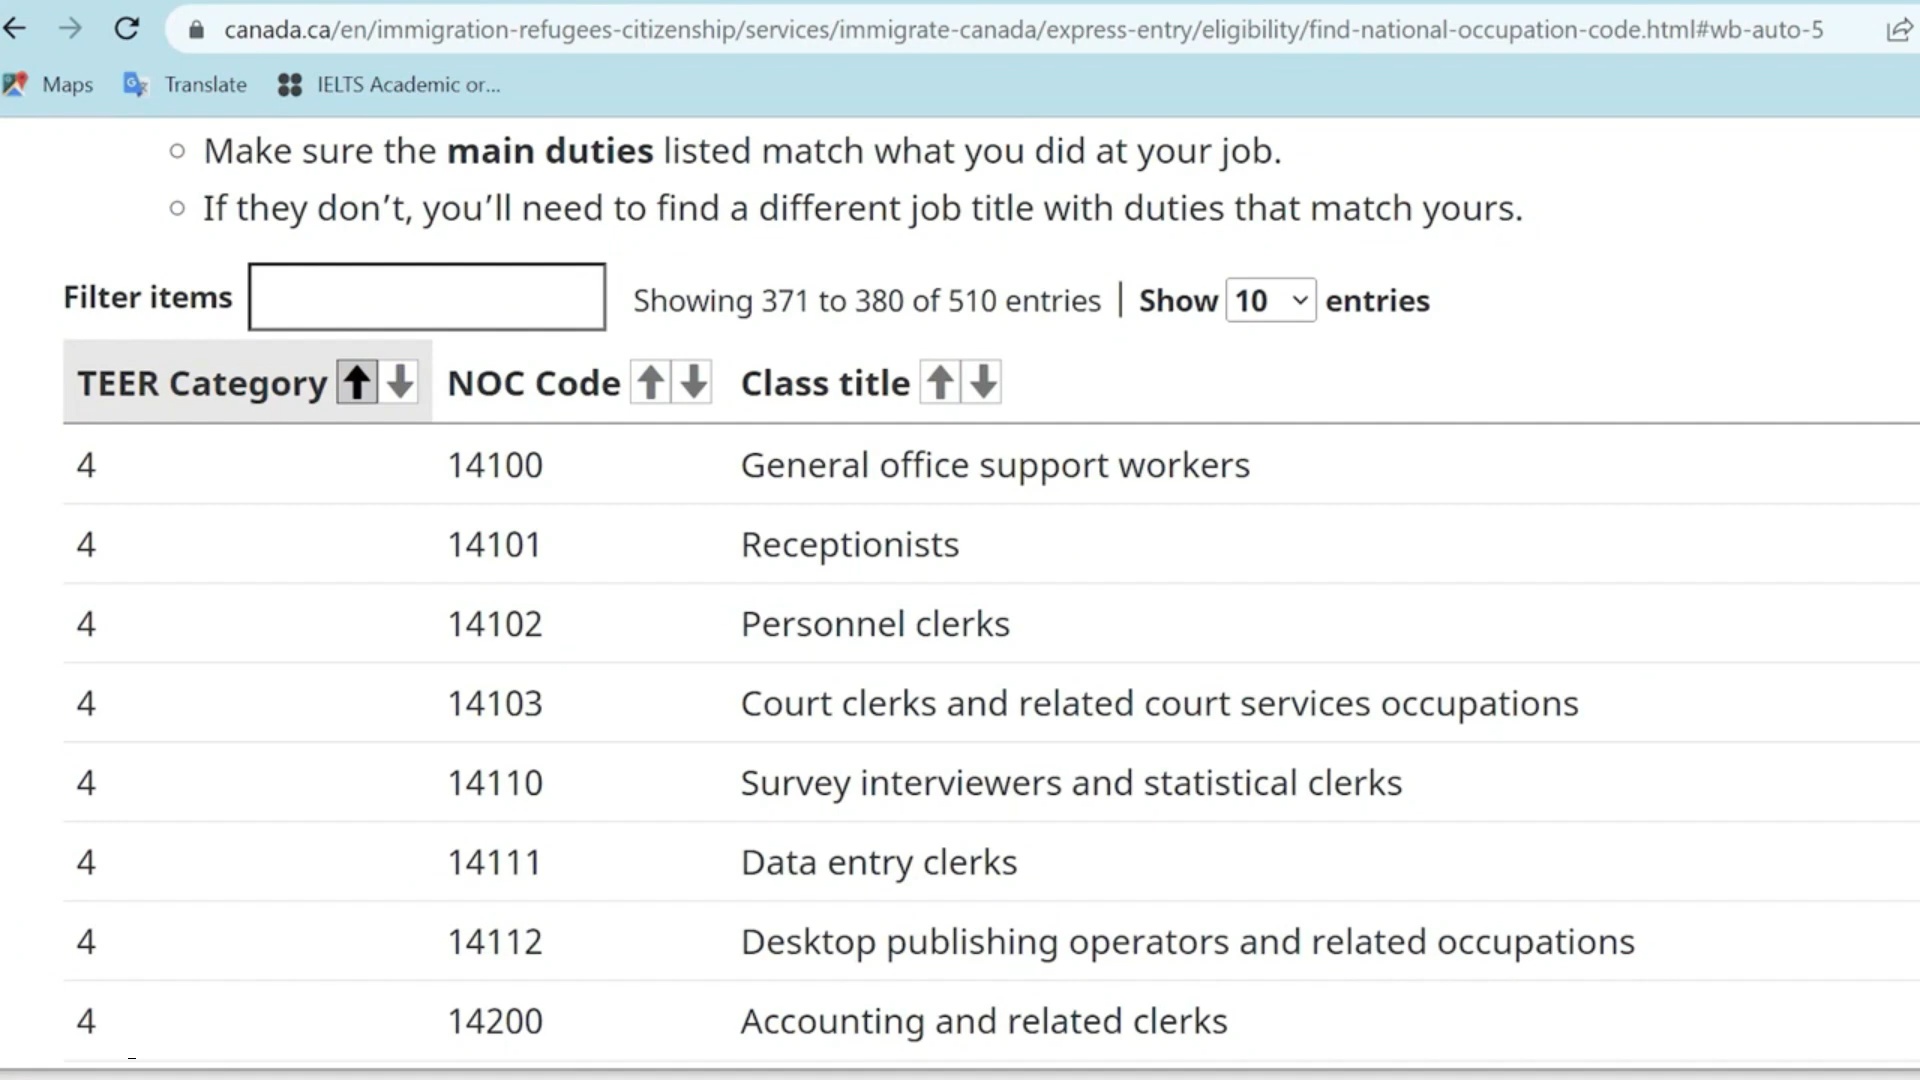 canada.ca/en/immigration-refugees-citizenship/services/immigrate-canada/express-entry/eligibility/find-national-occupation-code.html#wb-auto-5
Maps Translate IELTS Academic or...
Make sure the main duties listed match what you did at your job.
If they don’t, you’ll need to find a different job title with duties that match yours.
Filter items Showing 371 to 380 of 510 entries | Show 10 entries
TEER Category NOC Code Class title
4 14100 General office support workers
4 14101 Receptionists
4 14102 Personnel clerks
4 14103 Court clerks and related court services occupations
4 14110 Survey interviewers and statistical clerks
4 14111 Data entry clerks
4 14112 Desktop publishing operators and related occupations
4 14200 Accounting and related clerks